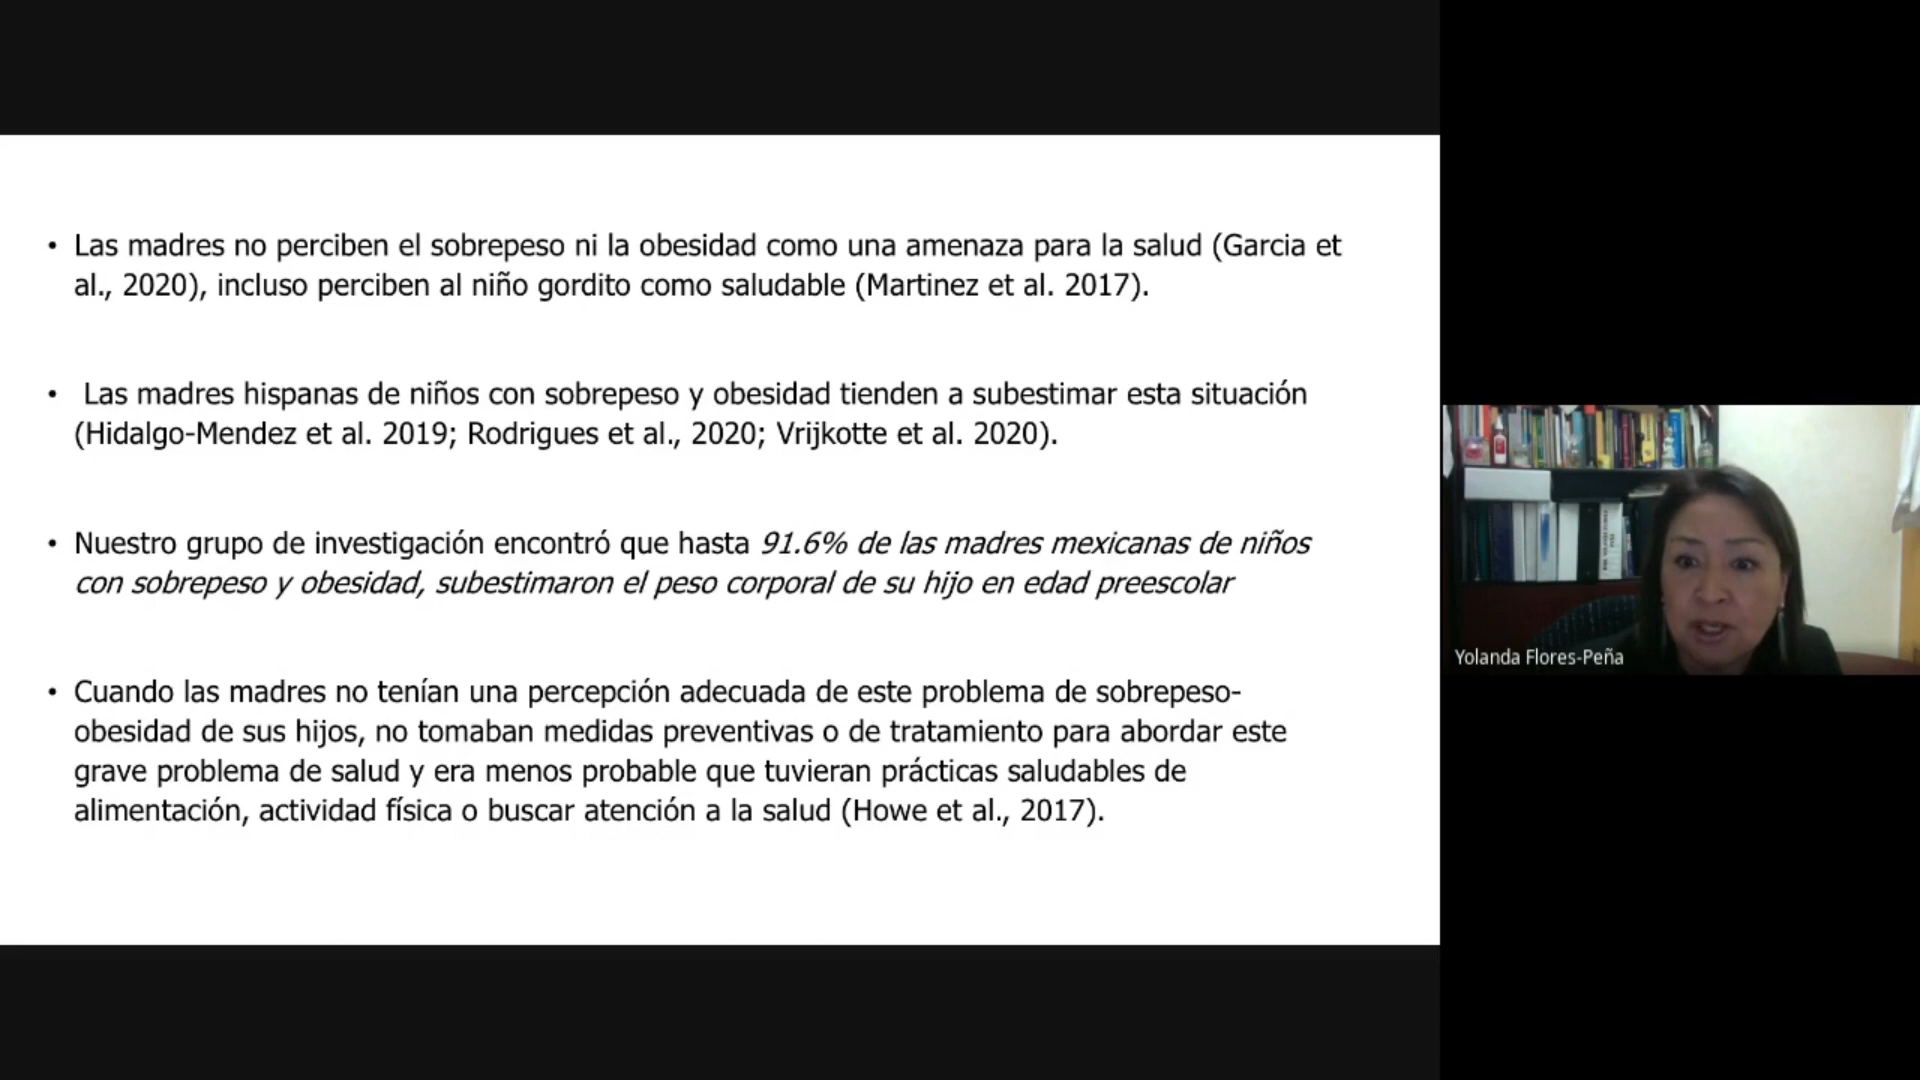 • Las madres no perciben el sobrepeso ni la obesidad como una amenaza para la salud (Garcia et
al., 2020), incluso perciben al niño gordito como saludable (Martinez et al. 2017).
• Las madres hispanas de niños con sobrepeso y obesidad tienden a subestimar esta situación
(Hidalgo-Mendez et al. 2019; Rodrigues et al., 2020; Vrijkotte et al. 2020).
• Nuestro grupo de investigación encontró que hasta 91.6% de las madres mexicanas de niños
con sobrepeso y obesidad, subestimaron el peso corporal de su hijo en edad preescolar
• Cuando las madres no tenían una percepción adecuada de este problema de sobrepeso-
obesidad de sus hijos, no tomaban medidas preventivas o de tratamiento para abordar este
grave problema de salud y era menos probable que tuvieran prácticas saludables de
alimentación, actividad física o buscar atención a la salud (Howe et al., 2017).
Yolanda Flores-Peña